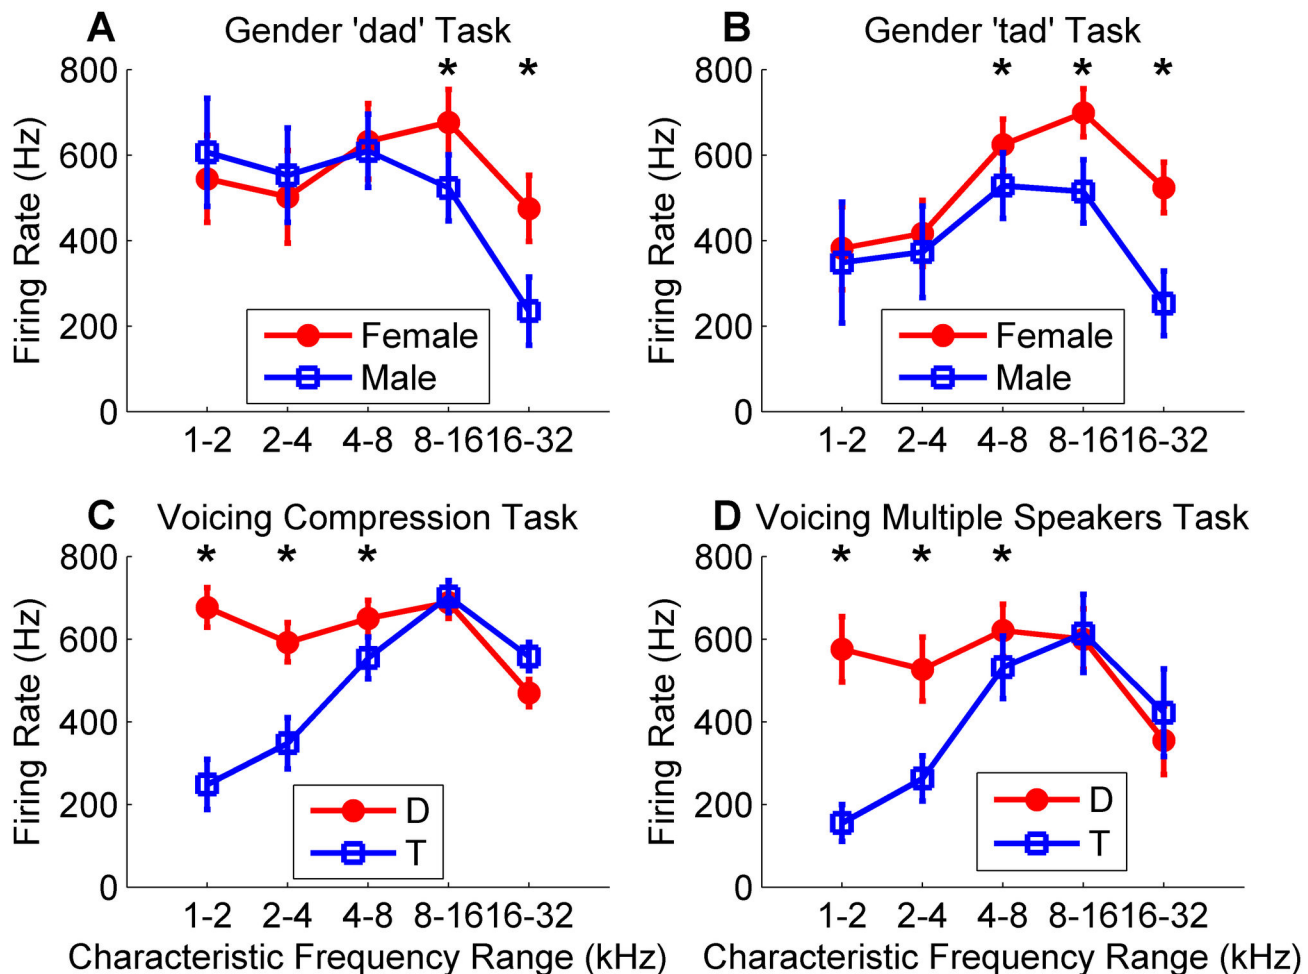 A Gender 'dad' Task
* *
Firing Rate (Hz)
800
600
400
200
0
Female
Male
1-2 2-4 4-8 8-16 16-32
B Gender 'tad' Task
* * *
Firing Rate (Hz)
800
600
400
200
0
Female
Male
1-2 2-4 4-8 8-16 16-32
C Voicing Compression Task
* * *
Firing Rate (Hz)
800
600
400
200
0
D
T
1-2 2-4 4-8 8-16 16-32
Characteristic Frequency Range (kHz)
D Voicing Multiple Speakers Task
* * *
Firing Rate (Hz)
800
600
400
200
0
D
T
1-2 2-4 4-8 8-16 16-32
Characteristic Frequency Range (kHz)